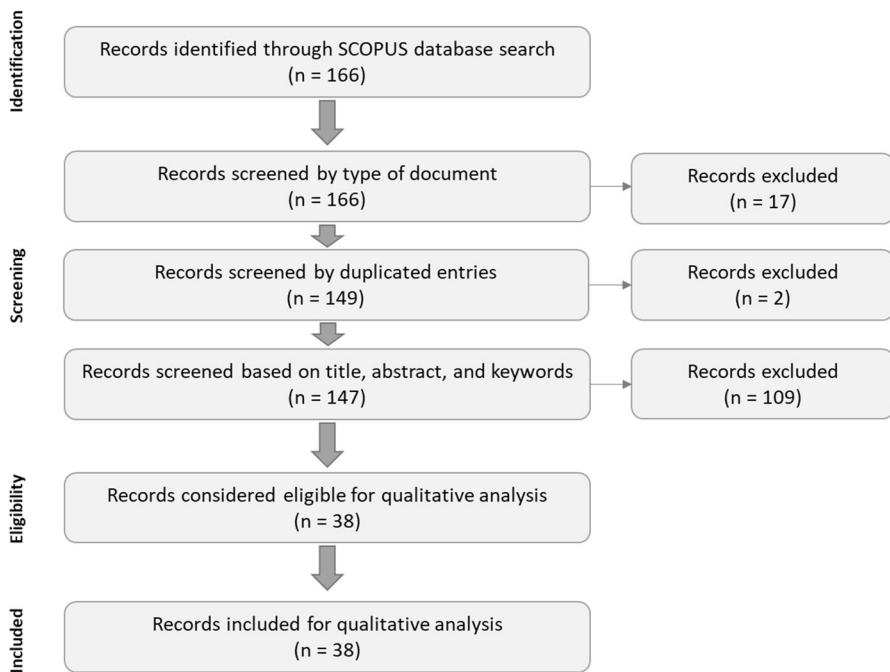 Identification
Records identified through SCOPUS database search
(n = 166)
Screening
Records screened by type of document
(n = 166)
Records excluded
(n = 17)
Records screened by duplicated entries
(n = 149)
Records excluded
(n = 2)
Records screened based on title, abstract, and keywords
(n = 147)
Records excluded
(n = 109)
Eligibility
Records considered eligible for qualitative analysis
(n = 38)
Included
Records included for qualitative analysis
(n = 38)